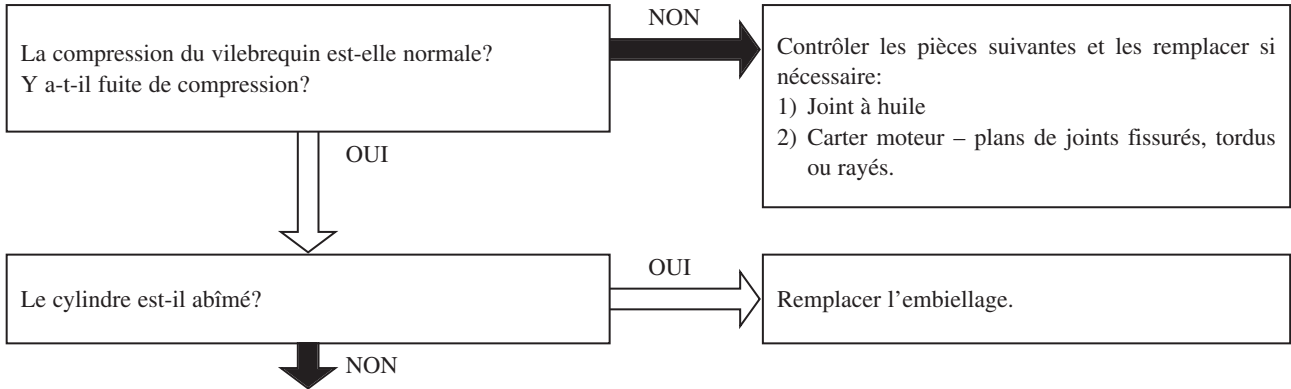 La compression du vilebrequin est-elle normale?
Y a-t-il fuite de compression?
NON
Contrôler les pièces suivantes et les remplacer si
nécessaire:
1) Joint à huile
2) Carter moteur – plans de joints fissurés, tordus
ou rayés.
OUI
Le cylindre est-il abîmé?
OUI
Remplacer l’embiellage.
NON